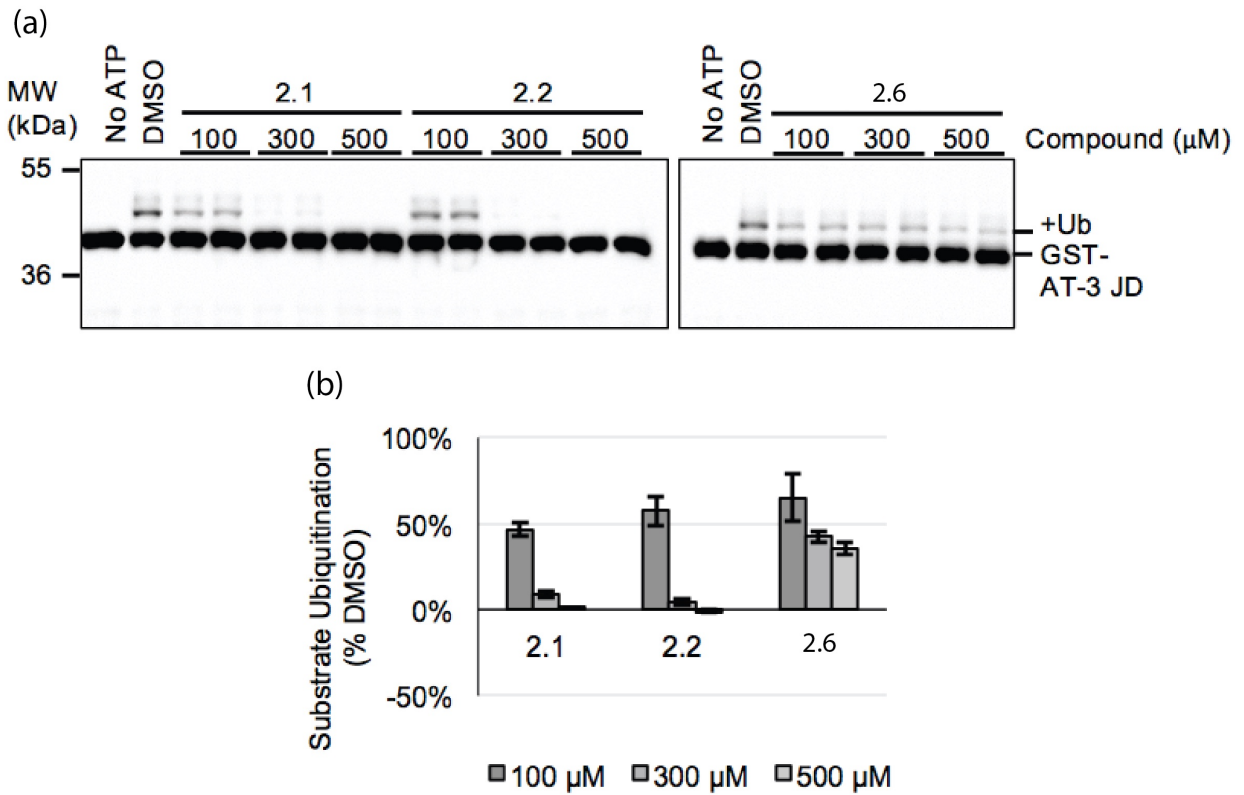 (a)
MW
(kDa)
No ATP
DMSO
2.1
2.2
100
300
500
100
300
500
No ATP
DMSO
2.6
100
300
500
Compound (µM)
55
36
+Ub
GST-
AT-3 JD
(b)
Substrate Ubiquitination
(% DMSO)
100%
50%
0%
-50%
2.1
2.2
2.6
100 µM
300 µM
500 µM